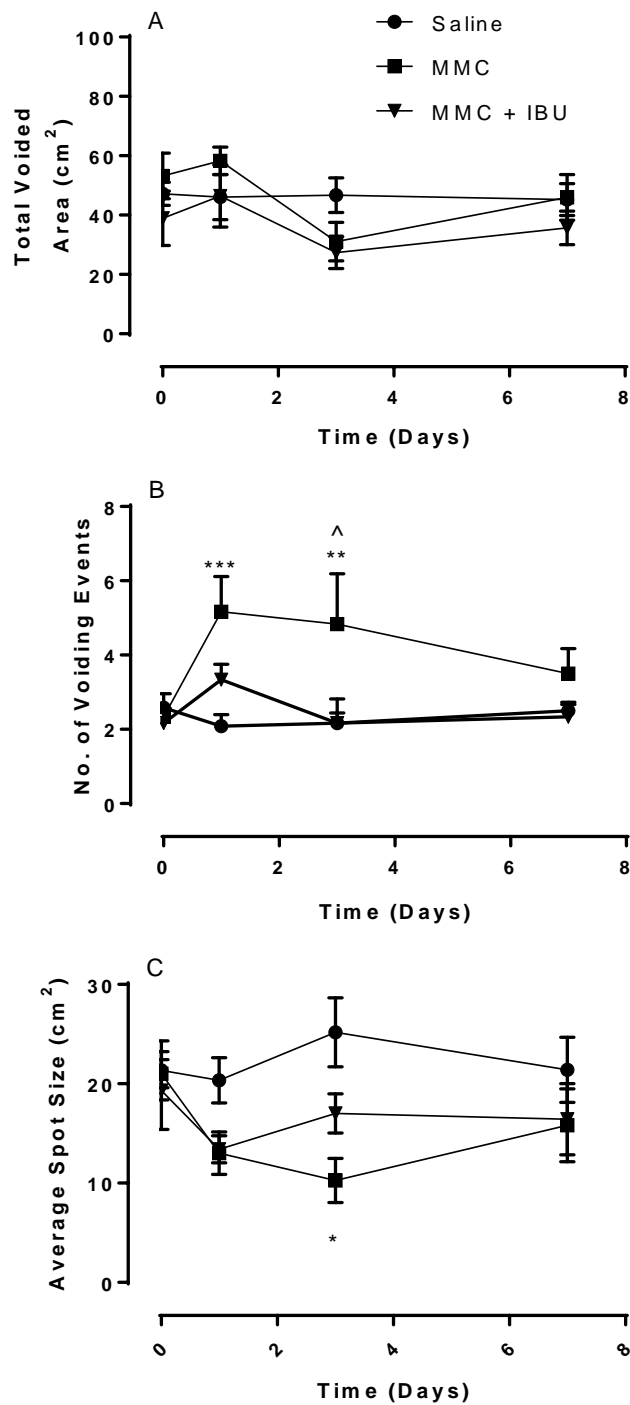 A
Saline
MMC
MMC + IBU
Total Voided
Area (cm²)
100
80
60
40
20
0
0 2 4 6 8
Time (Days)
B
No. of Voiding Events
8
6
4
2
0
^
*** **
0 2 4 6 8
Time (Days)
C
Average Spot Size (cm²)
30
20
10
0
*
0 2 4 6 8
Time (Days)